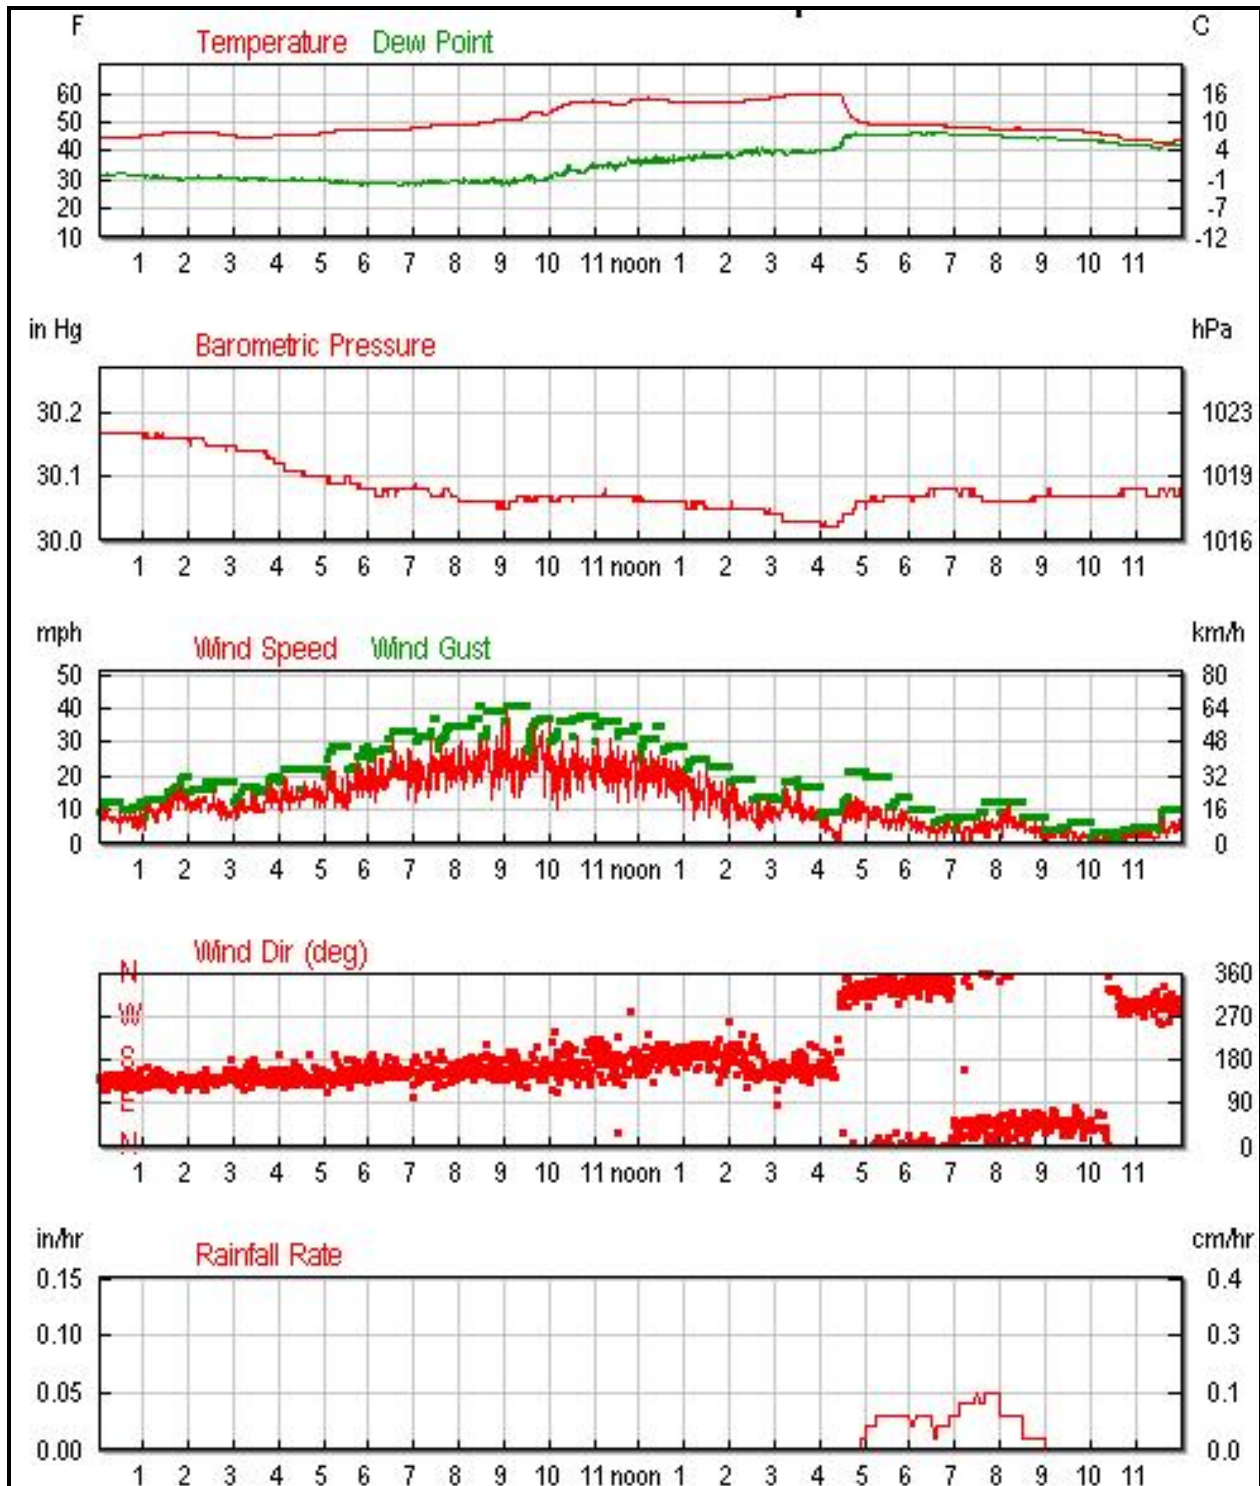 F C
Temperature Dew Point
60 16
50 10
40 4
30 -1
20 -7
10 -12
1 2 3 4 5 6 7 8 9 10 11 noon 1 2 3 4 5 6 7 8 9 10 11
in Hg hPa
Barometric Pressure
30.2 1023
30.1 1019
30.0 1016
1 2 3 4 5 6 7 8 9 10 11 noon 1 2 3 4 5 6 7 8 9 10 11
mph km/h
Wind Speed Wind Gust
50 80
40 64
30 48
20 32
10 16
0 0
1 2 3 4 5 6 7 8 9 10 11 noon 1 2 3 4 5 6 7 8 9 10 11
Wind Dir (deg)
N 360
W 270
S 180
E 90
N 0
1 2 3 4 5 6 7 8 9 10 11 noon 1 2 3 4 5 6 7 8 9 10 11
in/hr cm/hr
Rainfall Rate
0.15 0.4
0.10 0.3
0.05 0.1
0.00 0.0
1 2 3 4 5 6 7 8 9 10 11 noon 1 2 3 4 5 6 7 8 9 10 11